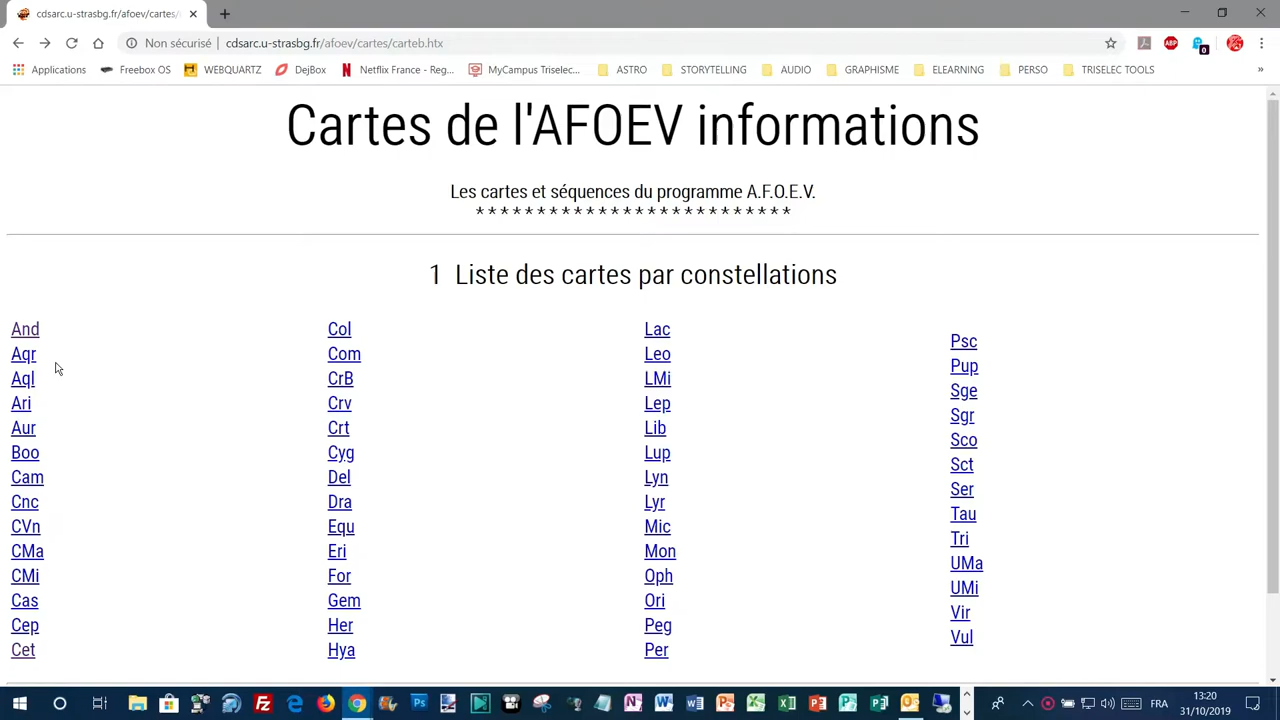 cdsarc.u-strasbg.fr/afoev/cartes/
Non sécurisé
cdsarc.u-strasbg.fr/afoev/cartes/carteb.htx
ABP
0
Applications
Freebox OS
WEBQUARTZ
DejBox
Netflix France - Reg...
MyCampus Triselec...
ASTRO
STORYTELLING
AUDIO
GRAPHISME
ELEARNING
PERSO
TRISELEC TOOLS
»
Cartes de l'AFOEV informations
Les cartes et séquences du programme A.F.O.E.V.
* * * * * * * * * * * * * * * * * * * * * * * * * *
1 Liste des cartes par constellations
And
Aqr
Aql
Ari
Aur
Boo
Cam
Cnc
CVn
CMa
CMi
Cas
Cep
Cet
Col
Com
CrB
Crv
Crt
Cyg
Del
Dra
Equ
Eri
For
Gem
Her
Hya
Lac
Leo
LMi
Lep
Lib
Lup
Lyn
Lyr
Mic
Mon
Oph
Ori
Peg
Per
Psc
Pup
Sge
Sgr
Sco
Sct
Ser
Tau
Tri
UMa
UMi
Vir
Vul
FRA
13:20
31/10/2019